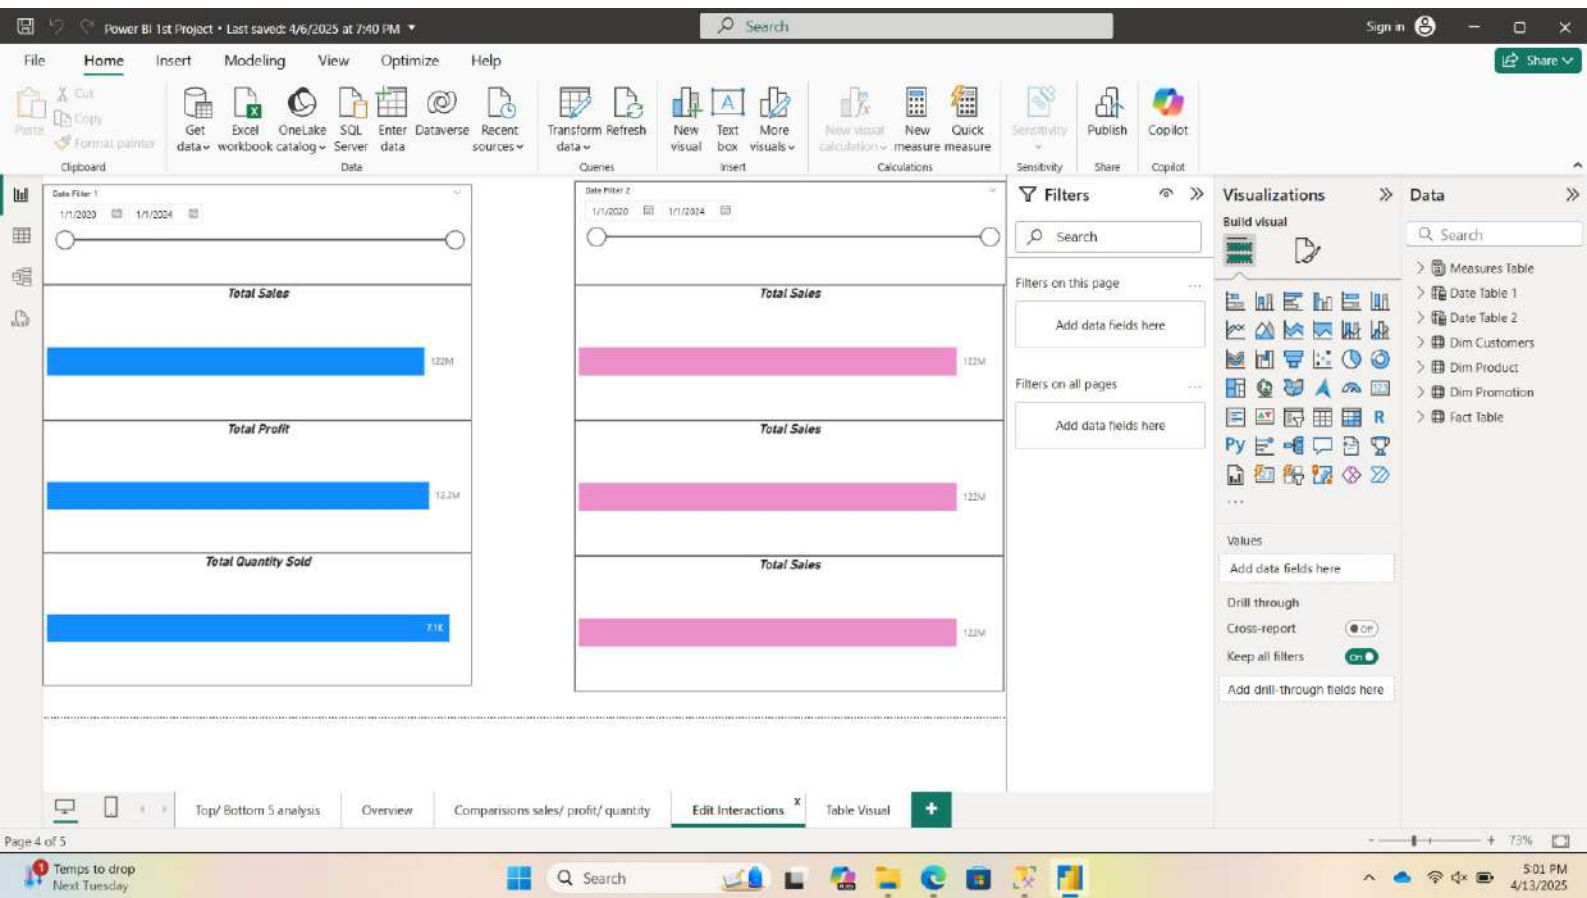 Power BI 1st Project • Last saved: 4/6/2025 at 7:40 PM
Search
Sign in
File Home Insert Modeling View Optimize Help
Share
Paste
Cut
Copy
Format painter
Get data
Excel workbook
OneLake catalog
SQL Server
Enter data
Dataverse
Recent sources
Transform data
Refresh
New visual
Text box
More visuals
New visual calculation
New measure
Quick measure
Sensitivity
Publish
Copilot
Clipboard Data Queries Insert Calculations Sensitivity Share Copilot
Date Filter 1
1/1/2020 1/1/2024
Total Sales
122M
Total Profit
12.2M
Total Quantity Sold
7.1K
Date Filter 2
1/1/2020 1/1/2024
Total Sales
122M
Total Sales
122M
Total Sales
122M
Filters
Search
Filters on this page
...
Add data fields here
Filters on all pages
...
Add data fields here
Visualizations
Build visual
123
R
Py
...
Values
Add data fields here
Drill through
Cross-report Off
Keep all filters On
Add drill-through fields here
Data
Search
Measures Table
Date Table 1
Date Table 2
Dim Customers
Dim Product
Dim Promotion
Fact Table
Top/ Bottom 5 analysis Overview Comparisions sales/ profit/ quantity Edit Interactions x Table Visual +
Page 4 of 5
- + 73%
1
Temps to drop
Next Tuesday
Search
5:01 PM
4/13/2025